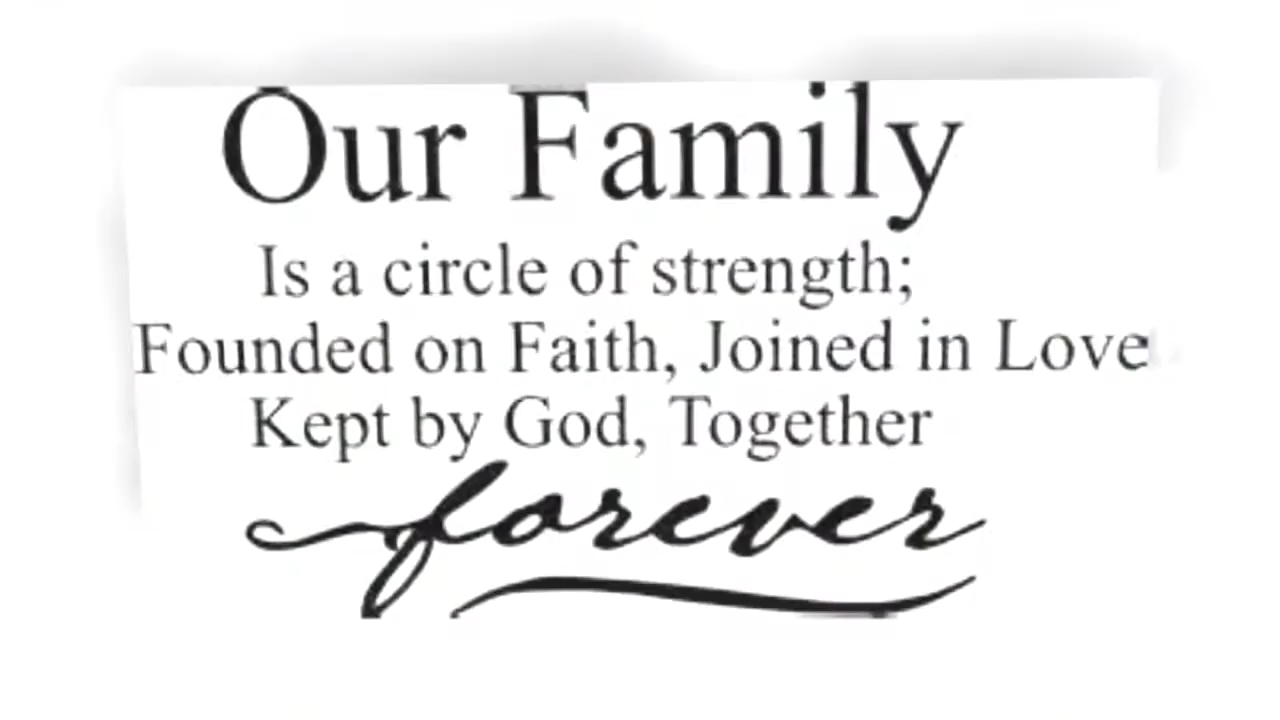 Our Family
Is a circle of strength;
Founded on Faith, Joined in Love
Kept by God, Together
forever